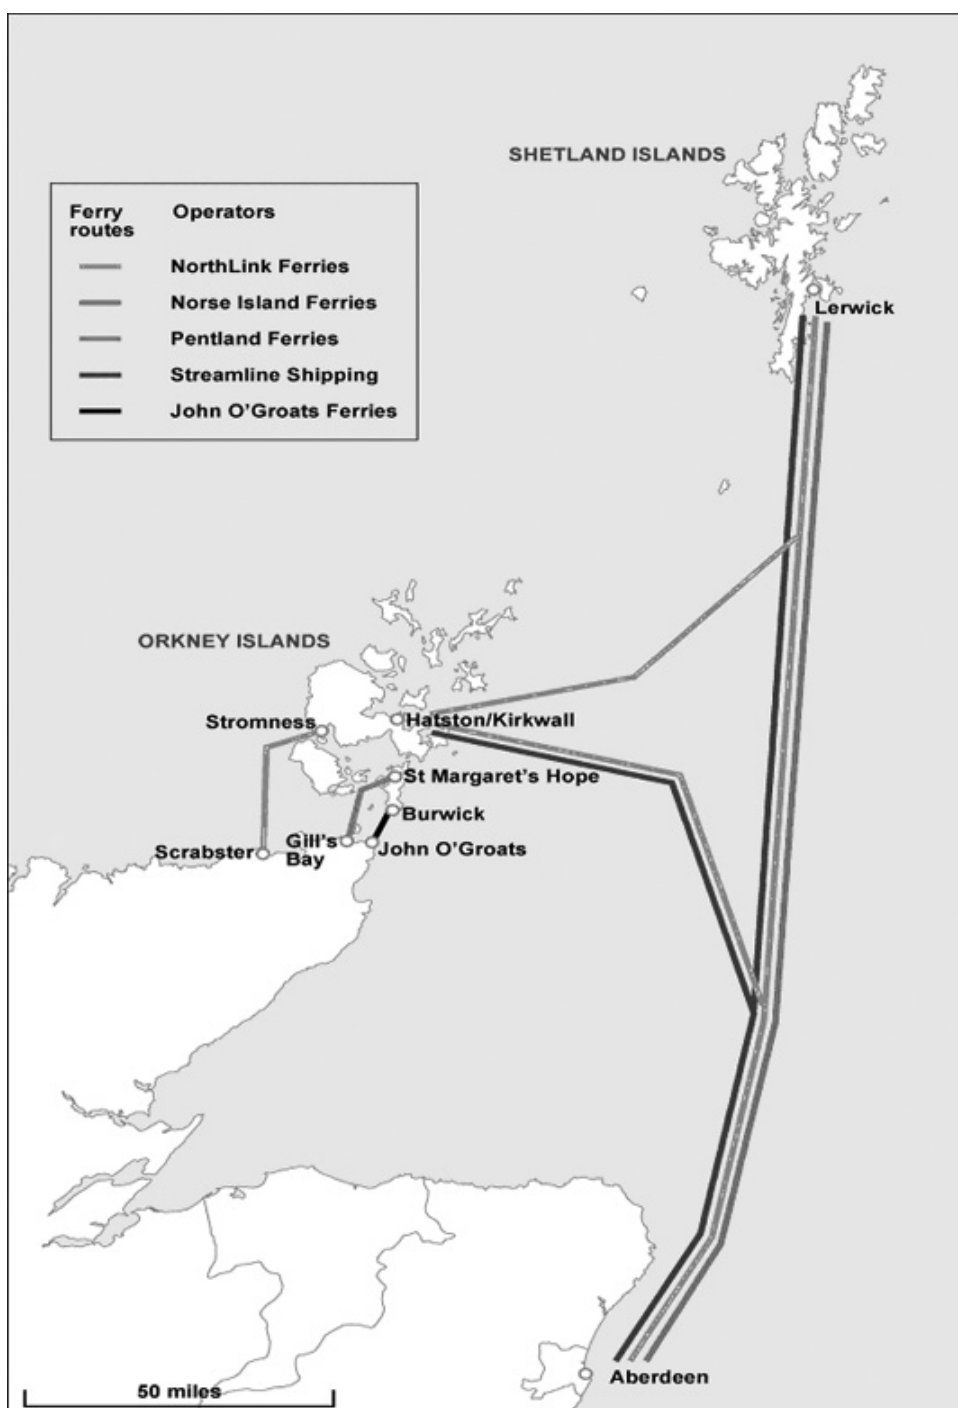 SHETLAND ISLANDS
Ferry routes
Operators
NorthLink Ferries
Norse Island Ferries
Pentland Ferries
Streamline Shipping
John O'Groats Ferries
Lerwick
ORKNEY ISLANDS
Stromness
Hatston/Kirkwall
St Margaret's Hope
Burwick
Scrabster
Gill's
Bay
John O'Groats
Aberdeen
50 miles